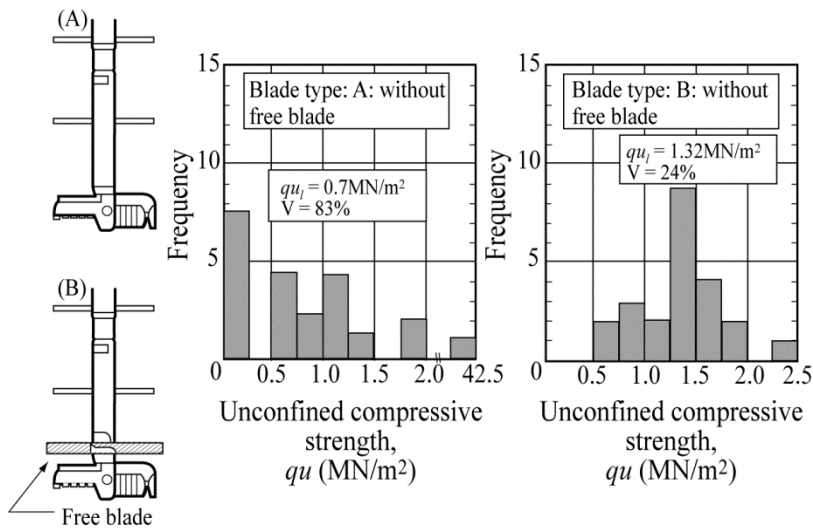 (A)
(B)
Free blade
15
10
5
Frequency
Blade type: A: without
free blade
qu_l = 0.7MN/m²
V = 83%
0 0.5 1.0 1.5 2.0 42.5
Unconfined compressive
strength,
qu (MN/m²)
15
10
5
Frequency
Blade type: B: without
free blade
qu_l = 1.32MN/m²
V = 24%
0 0.5 1.0 1.5 2.0 2.5
Unconfined compressive
strength,
qu (MN/m²)